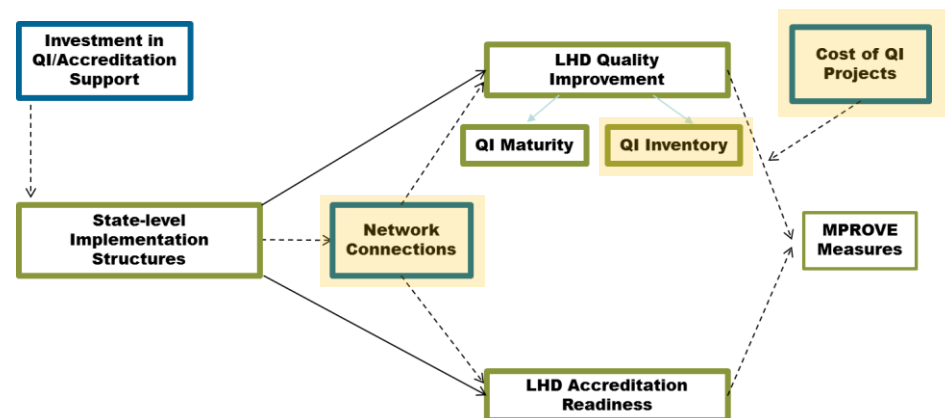 Investment in
QI/Accreditation
Support
LHD Quality
Improvement
Cost of QI
Projects
QI Maturity
QI Inventory
State-level
Implementation
Structures
Network
Connections
MPROVE
Measures
LHD Accreditation
Readiness